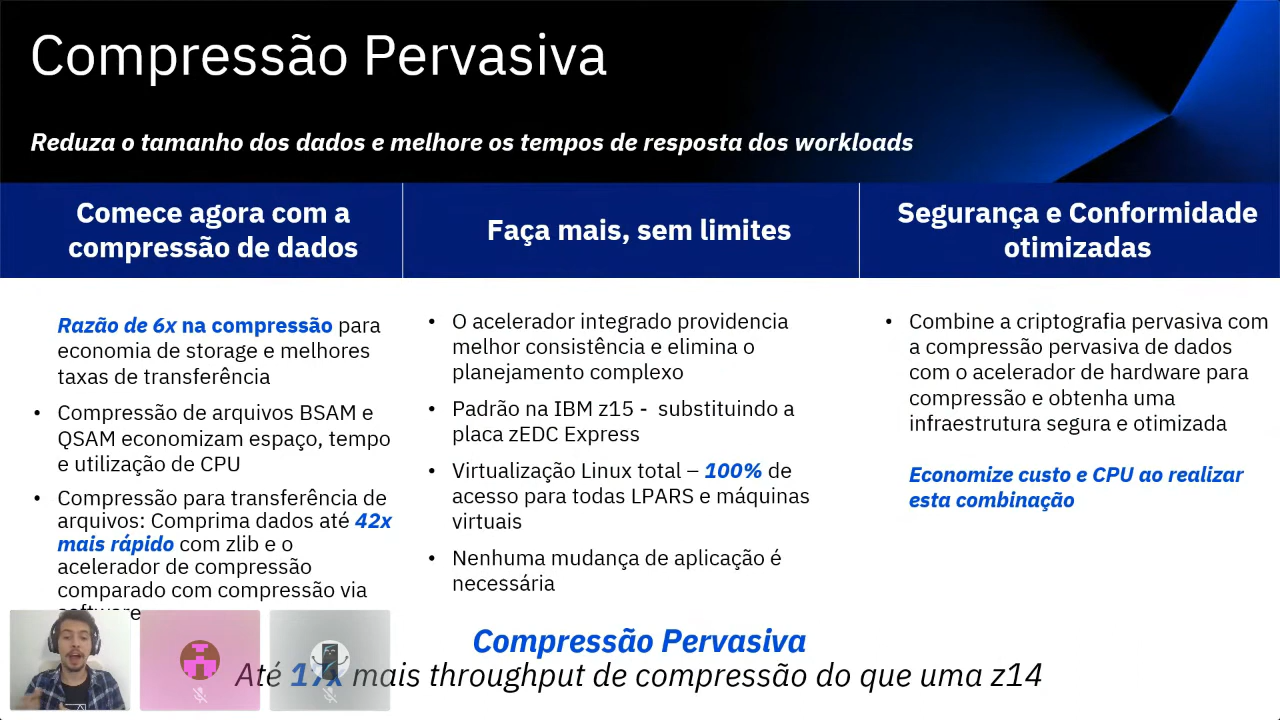 Compressão Pervasiva
Reduza o tamanho dos dados e melhore os tempos de resposta dos workloads
Comece agora com a
compressão de dados
Razão de 6x na compressão para
economia de storage e melhores
taxas de transferência
• Compressão de arquivos BSAM e
QSAM economizam espaço, tempo
e utilização de CPU
• Compressão para transferência de
arquivos: Comprima dados até 42x
mais rápido com zlib e o
acelerador de compressão
comparado com compressão via
software
Faça mais, sem limites
• O acelerador integrado providencia
melhor consistência e elimina o
planejamento complexo
• Padrão na IBM z15 - substituindo a
placa zEDC Express
• Virtualização Linux total – 100% de
acesso para todas LPARS e máquinas
virtuais
• Nenhuma mudança de aplicação é
necessária
Segurança e Conformidade
otimizadas
• Combine a criptografia pervasiva com
a compressão pervasiva de dados
com o acelerador de hardware para
compressão e obtenha uma
infraestrutura segura e otimizada
Economize custo e CPU ao realizar
esta combinação
Compressão Pervasiva
Até 17x mais throughput de compressão do que uma z14